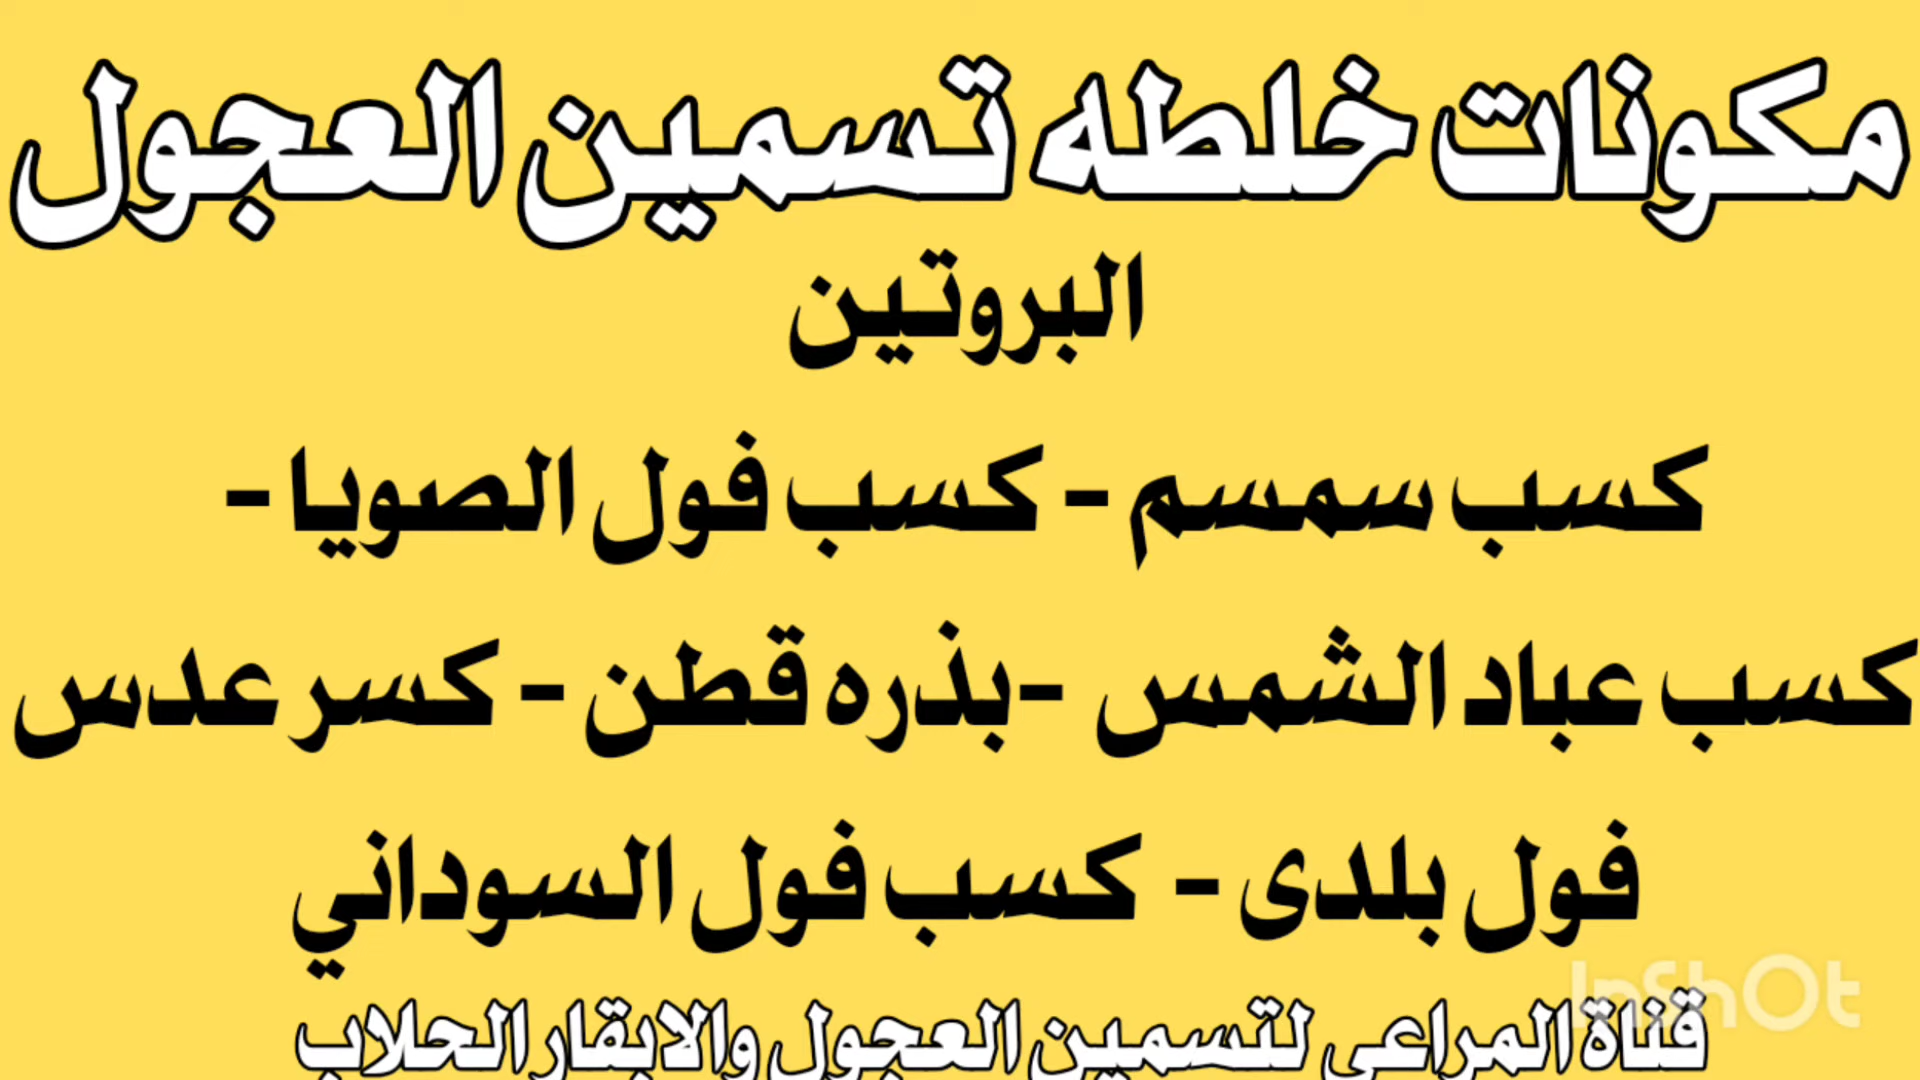 مكونات خلطه تسمين العجول
البروتين
كسب سمسم - كسب فول الصويا -
كسب عباد الشمس -بذره قطن - كسر عدس
فول بلدى - كسب فول السوداني
InShOt
قناة المراعى لتسمين العجول والابقار الحلاب